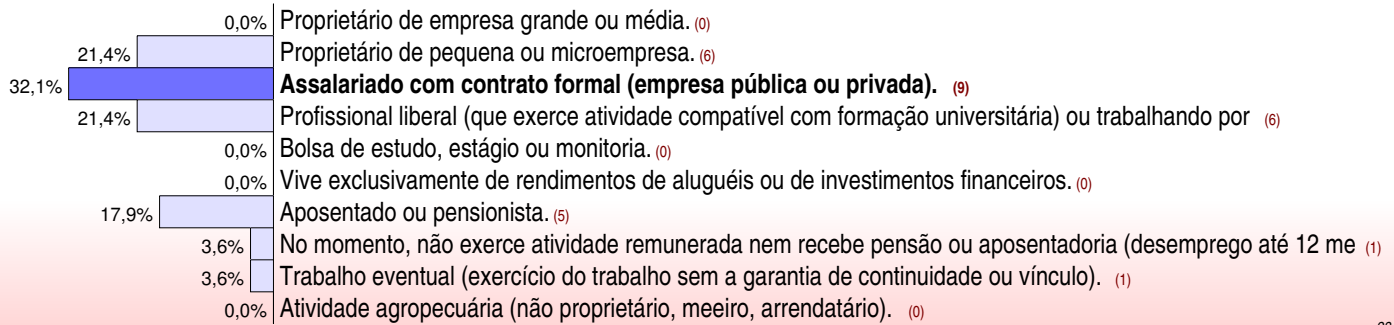 0,0% Proprietário de empresa grande ou média. (0)
21,4% Proprietário de pequena ou microempresa. (6)
32,1% Assalariado com contrato formal (empresa pública ou privada). (9)
21,4% Profissional liberal (que exerce atividade compatível com formação universitária) ou trabalhando por (6)
0,0% Bolsa de estudo, estágio ou monitoria. (0)
0,0% Vive exclusivamente de rendimentos de aluguéis ou de investimentos financeiros. (0)
17,9% Aposentado ou pensionista. (5)
3,6% No momento, não exerce atividade remunerada nem recebe pensão ou aposentadoria (desemprego até 12 me (1)
3,6% Trabalho eventual (exercício do trabalho sem a garantia de continuidade ou vínculo). (1)
0,0% Atividade agropecuária (não proprietário, meeiro, arrendatário). (0)